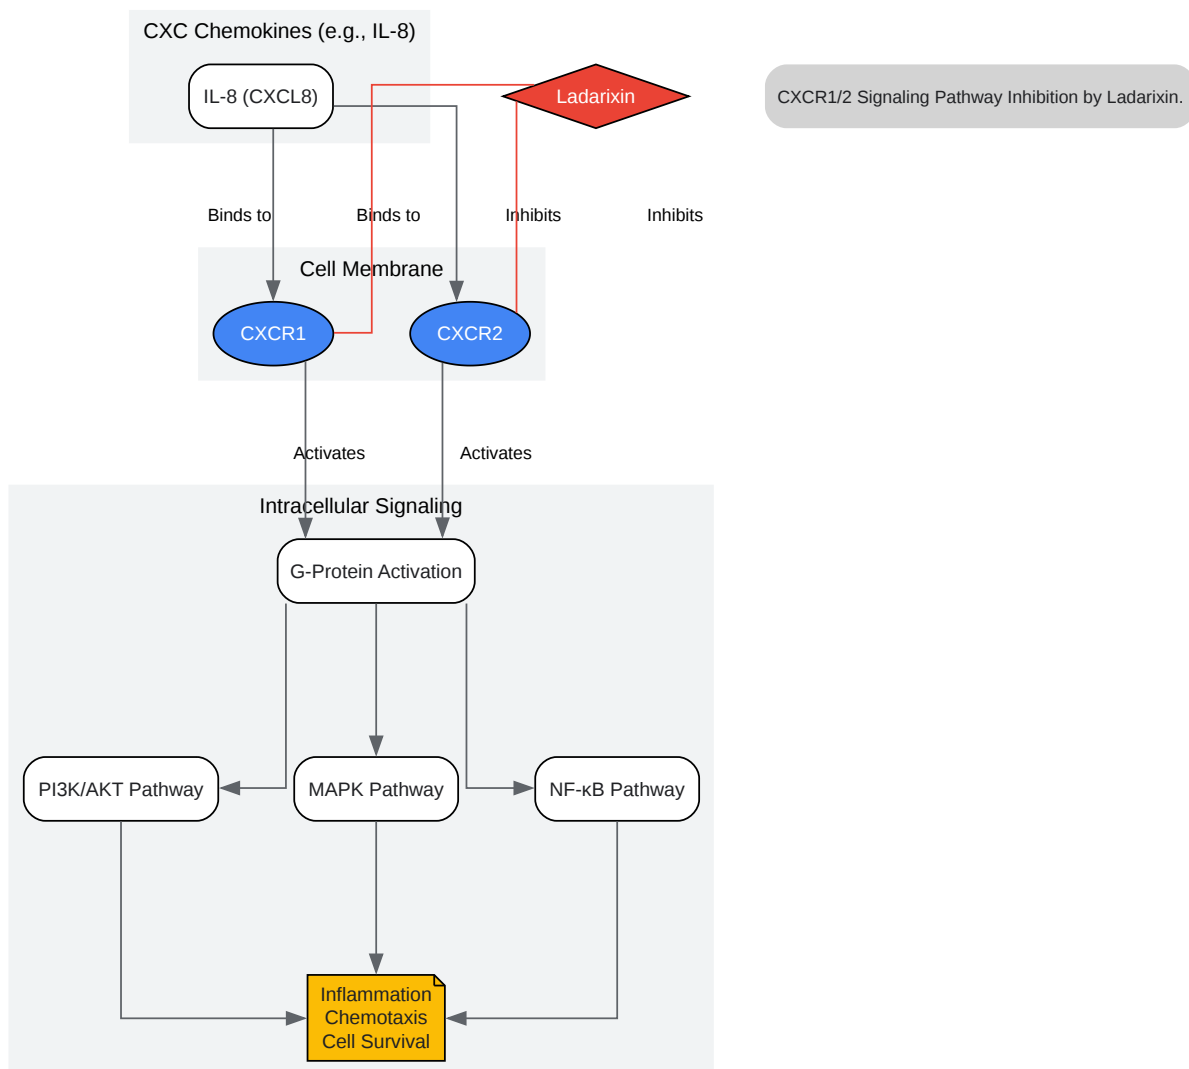 CXC Chemokines (e.g., IL-8)
IL-8 (CXCL8)
Ladarixin
CXCR1/2 Signaling Pathway Inhibition by Ladarixin.
Binds to
Binds to
Inhibits
Inhibits
Cell Membrane
CXCR1
CXCR2
Activates
Activates
Intracellular Signaling
G-Protein Activation
PI3K/AKT Pathway
MAPK Pathway
NF-κB Pathway
Inflammation
Chemotaxis
Cell Survival